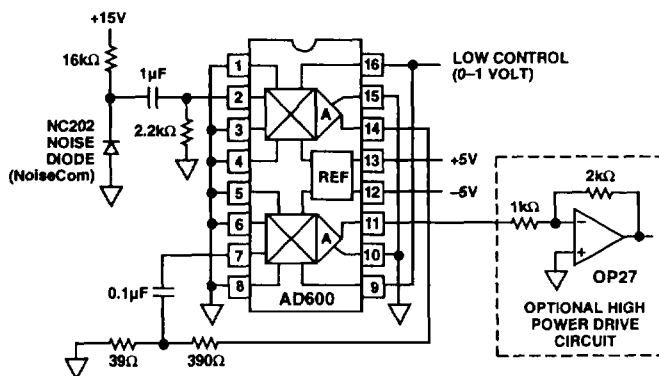 +15V
16kΩ
1µF
NC202
NOISE
DIODE
(NoiseCom)
2.2kΩ
0.1µF
39Ω
390Ω
1
2
3
4
5
6
7
8
16
15
14
13
12
11
10
9
A
REF
A
AD600
LOW CONTROL
(0–1 VOLT)
+5V
–5V
1kΩ
2kΩ
–
+
OP27
OPTIONAL HIGH
POWER DRIVE
CIRCUIT